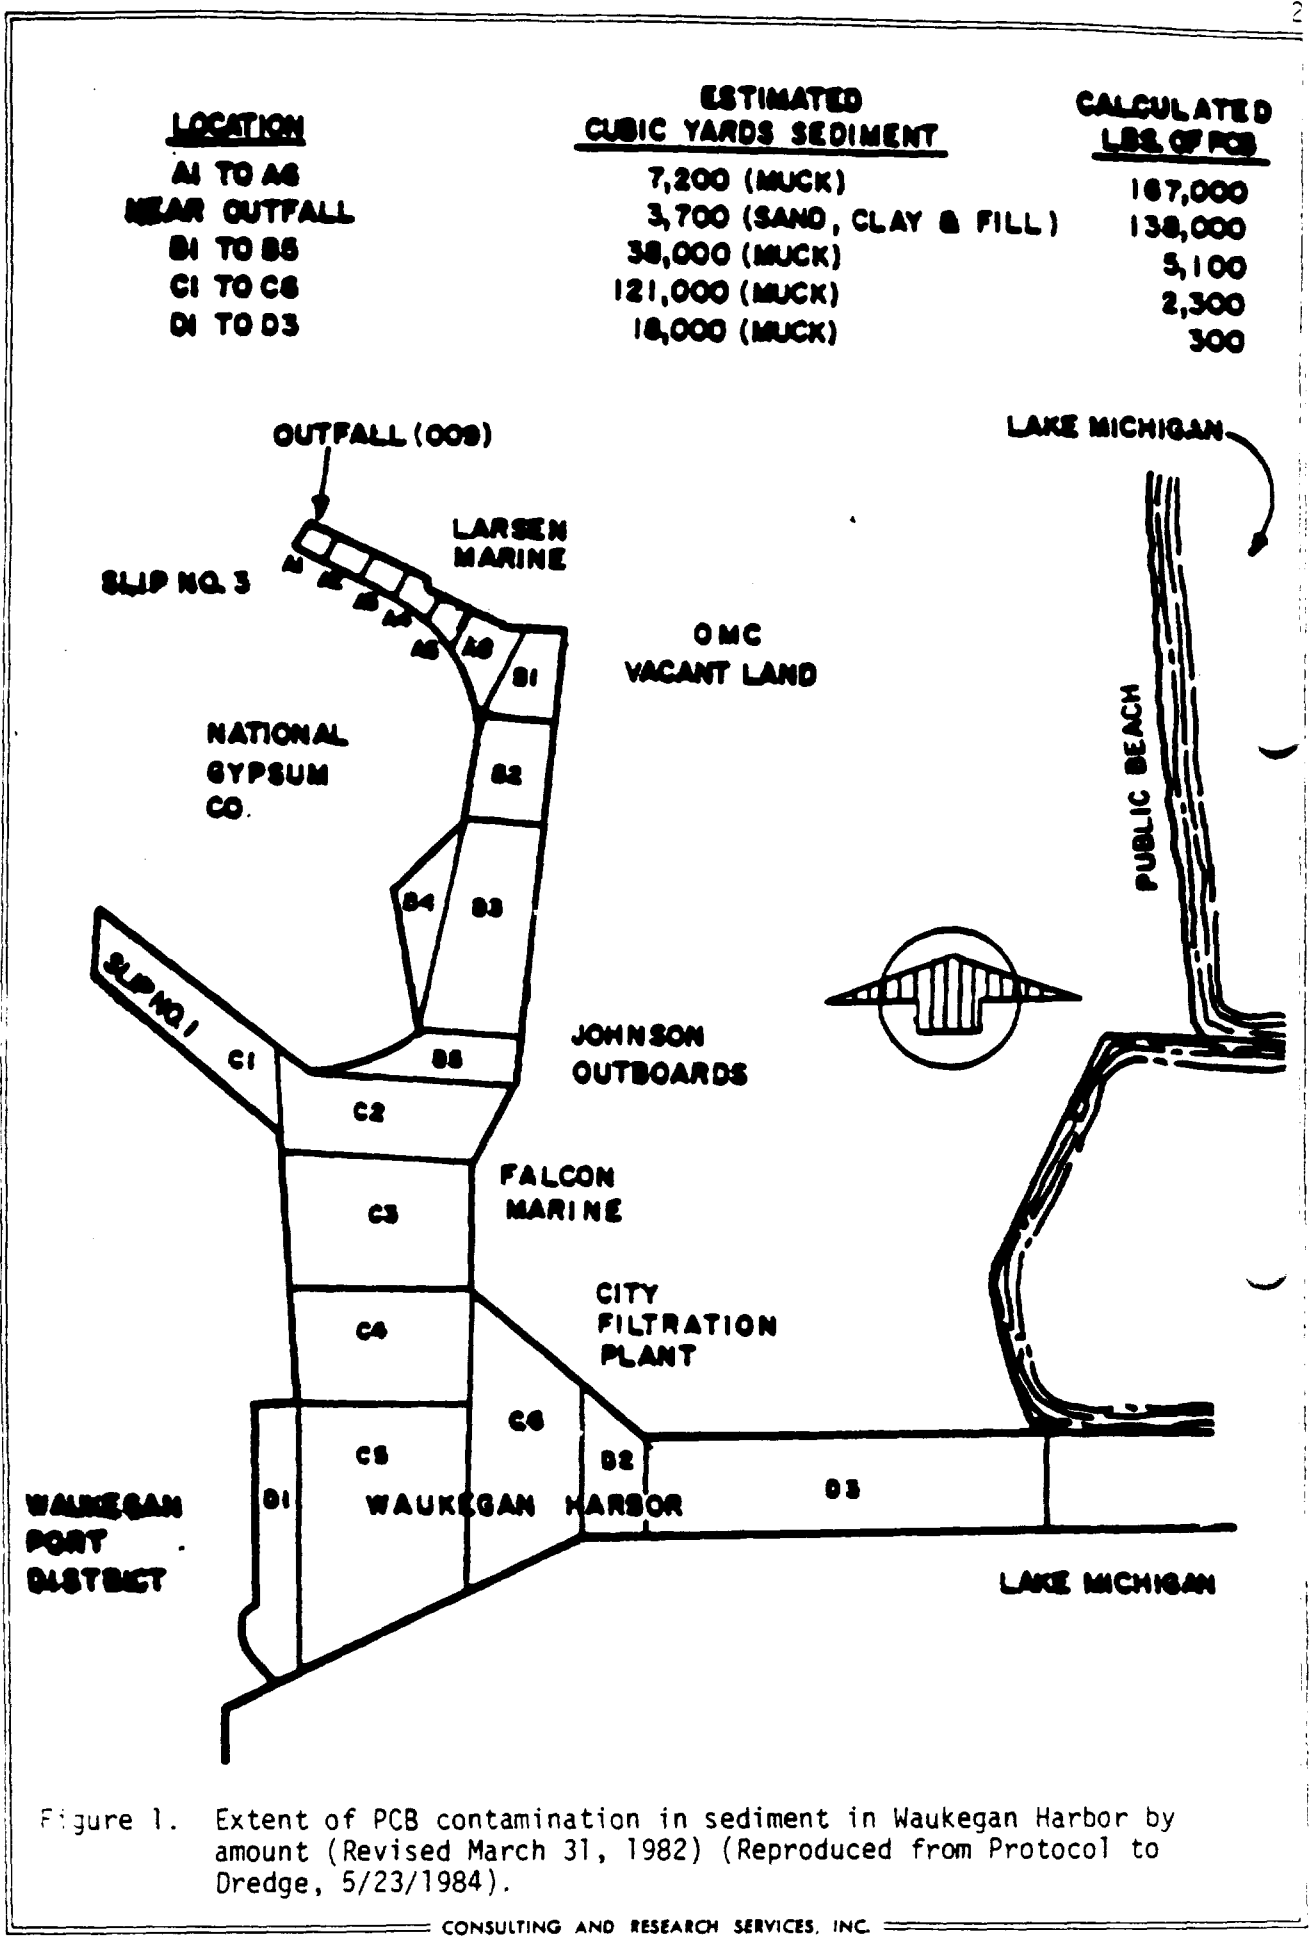 2
LOCATION
ESTIMATED
CUBIC YARDS SEDIMENT
CALCULATED
LBS. OF PCB
A1 TO A6 7,200 (MUCK) 167,000
NEAR OUTFALL 3,700 (SAND, CLAY & FILL) 138,000
B1 TO B5 38,000 (MUCK) 5,100
C1 TO C6 121,000 (MUCK) 2,300
D1 TO D3 18,000 (MUCK) 300
OUTFALL (009)
LAKE MICHIGAN
LARSEN
MARINE
SLIP NO. 3
A1
A2
A3
A4
A5
A6
B1
OMC
VACANT LAND
NATIONAL
GYPSUM
CO.
B2
PUBLIC BEACH
B4
B3
SLIP NO. 1
C1
B5
JOHNSON
OUTBOARDS
C2
FALCON
MARINE
C3
CITY
FILTRATION
PLANT
C4
C6
C5
D2
D3
D1
WAUKEGAN HARBOR
WAUKEGAN
PORT
DISTRICT
LAKE MICHIGAN
Figure 1. Extent of PCB contamination in sediment in Waukegan Harbor by
amount (Revised March 31, 1982) (Reproduced from Protocol to
Dredge, 5/23/1984).
CONSULTING AND RESEARCH SERVICES, INC.